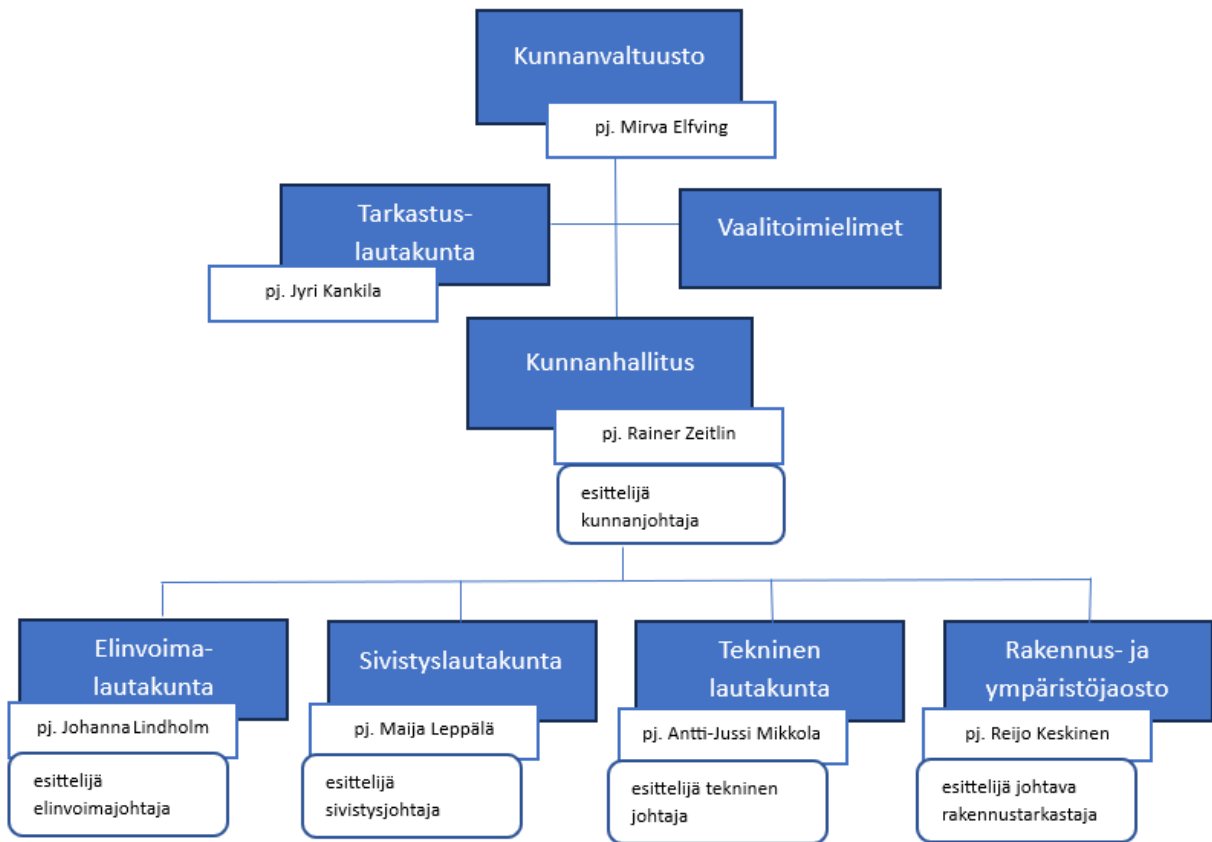 Kunnanvaltuusto
pj. Mirva Elfving
Tarkastus-
lautakunta
pj. Jyri Kankila
Vaalitoimielimet
Kunnanhallitus
pj. Rainer Zeitlin
esittelijä
kunnanjohtaja
Elinvoima-
lautakunta
pj. Johanna Lindholm
esittelijä
elinvoimajohtaja
Sivistyslautakunta
pj. Maija Leppälä
esittelijä
sivistysjohtaja
Tekninen
lautakunta
pj. Antti-Jussi Mikkola
esittelijä tekninen
johtaja
Rakennus- ja
ympäristöjaosto
pj. Reijo Keskinen
esittelijä johtava
rakennustarkastaja